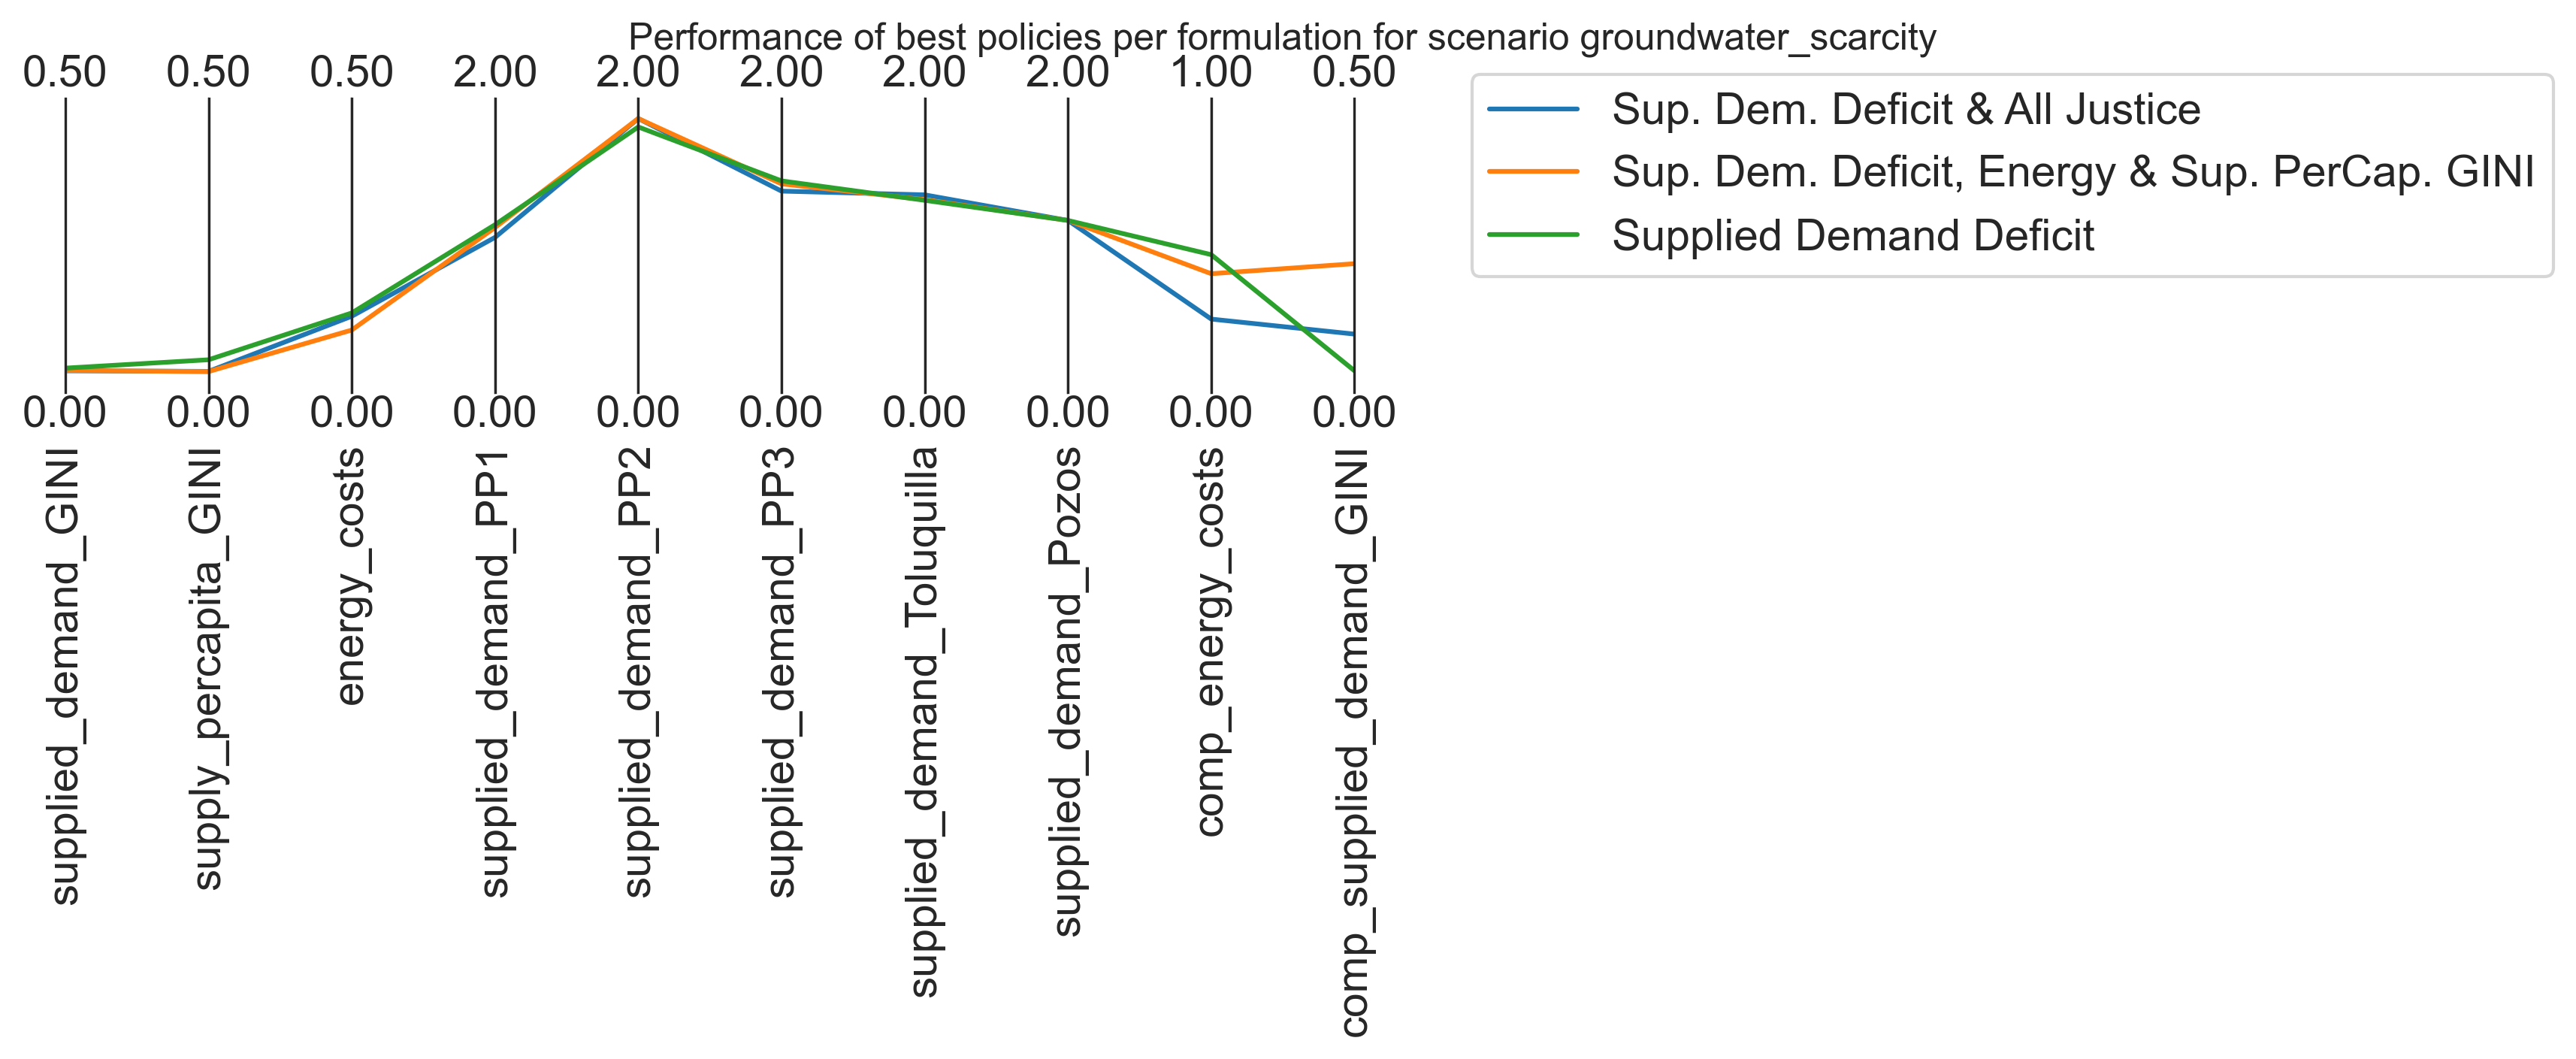 Performance of best policies per formulation for scenario groundwater_scarcity
0.50 0.50 0.50 2.00 2.00 2.00 2.00 2.00 1.00 0.50
Sup. Dem. Deficit & All Justice
Sup. Dem. Deficit, Energy & Sup. PerCap. GINI
Supplied Demand Deficit
0.00 0.00 0.00 0.00 0.00 0.00 0.00 0.00 0.00 0.00
supplied_demand_GINI
supply_percapita_GINI
energy_costs
supplied_demand_PP1
supplied_demand_PP2
supplied_demand_PP3
supplied_demand_Toluquilla
supplied_demand_Pozos
comp_energy_costs
comp_supplied_demand_GINI